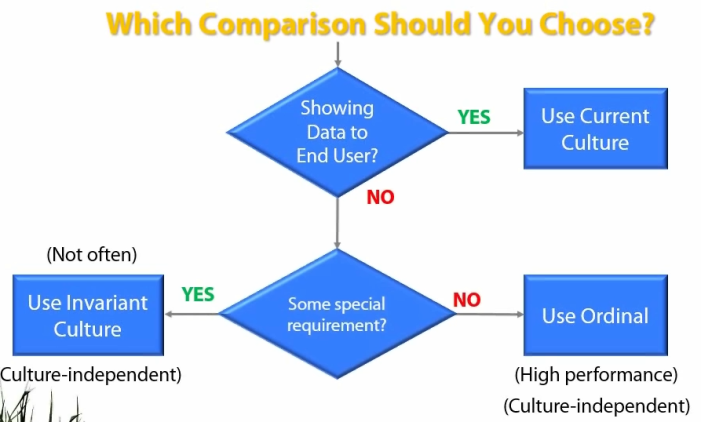 Which Comparison Should You Choose?
Showing
Data to
End User?
YES
Use Current
Culture
NO
(Not often)
Use Invariant
Culture
YES
Some special
requirement?
NO
Use Ordinal
Culture-independent)
(High performance)
(Culture-independent)